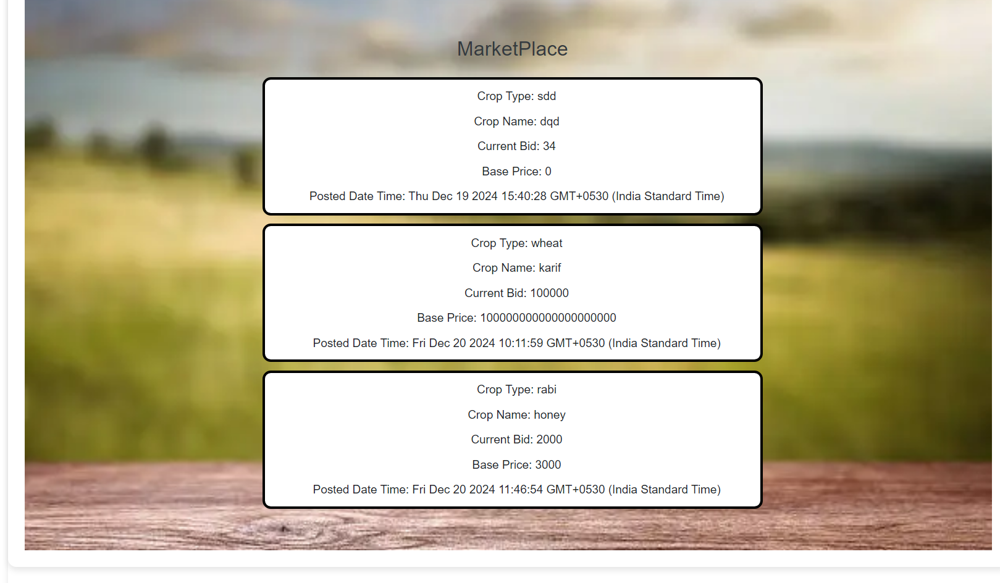 MarketPlace
Crop Type: sdd
Crop Name: dqd
Current Bid: 34
Base Price: 0
Posted Date Time: Thu Dec 19 2024 15:40:28 GMT+0530 (India Standard Time)
Crop Type: wheat
Crop Name: karif
Current Bid: 100000
Base Price: 100000000000000000000
Posted Date Time: Fri Dec 20 2024 10:11:59 GMT+0530 (India Standard Time)
Crop Type: rabi
Crop Name: honey
Current Bid: 2000
Base Price: 3000
Posted Date Time: Fri Dec 20 2024 11:46:54 GMT+0530 (India Standard Time)